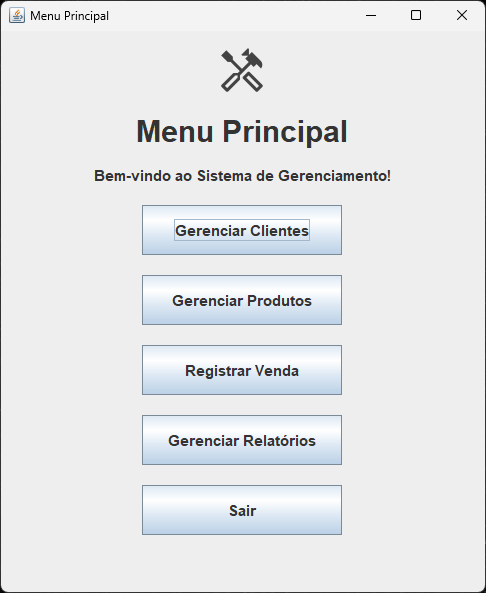 Menu Principal
Menu Principal
Bem-vindo ao Sistema de Gerenciamento!
Gerenciar Clientes
Gerenciar Produtos
Registrar Venda
Gerenciar Relatórios
Sair